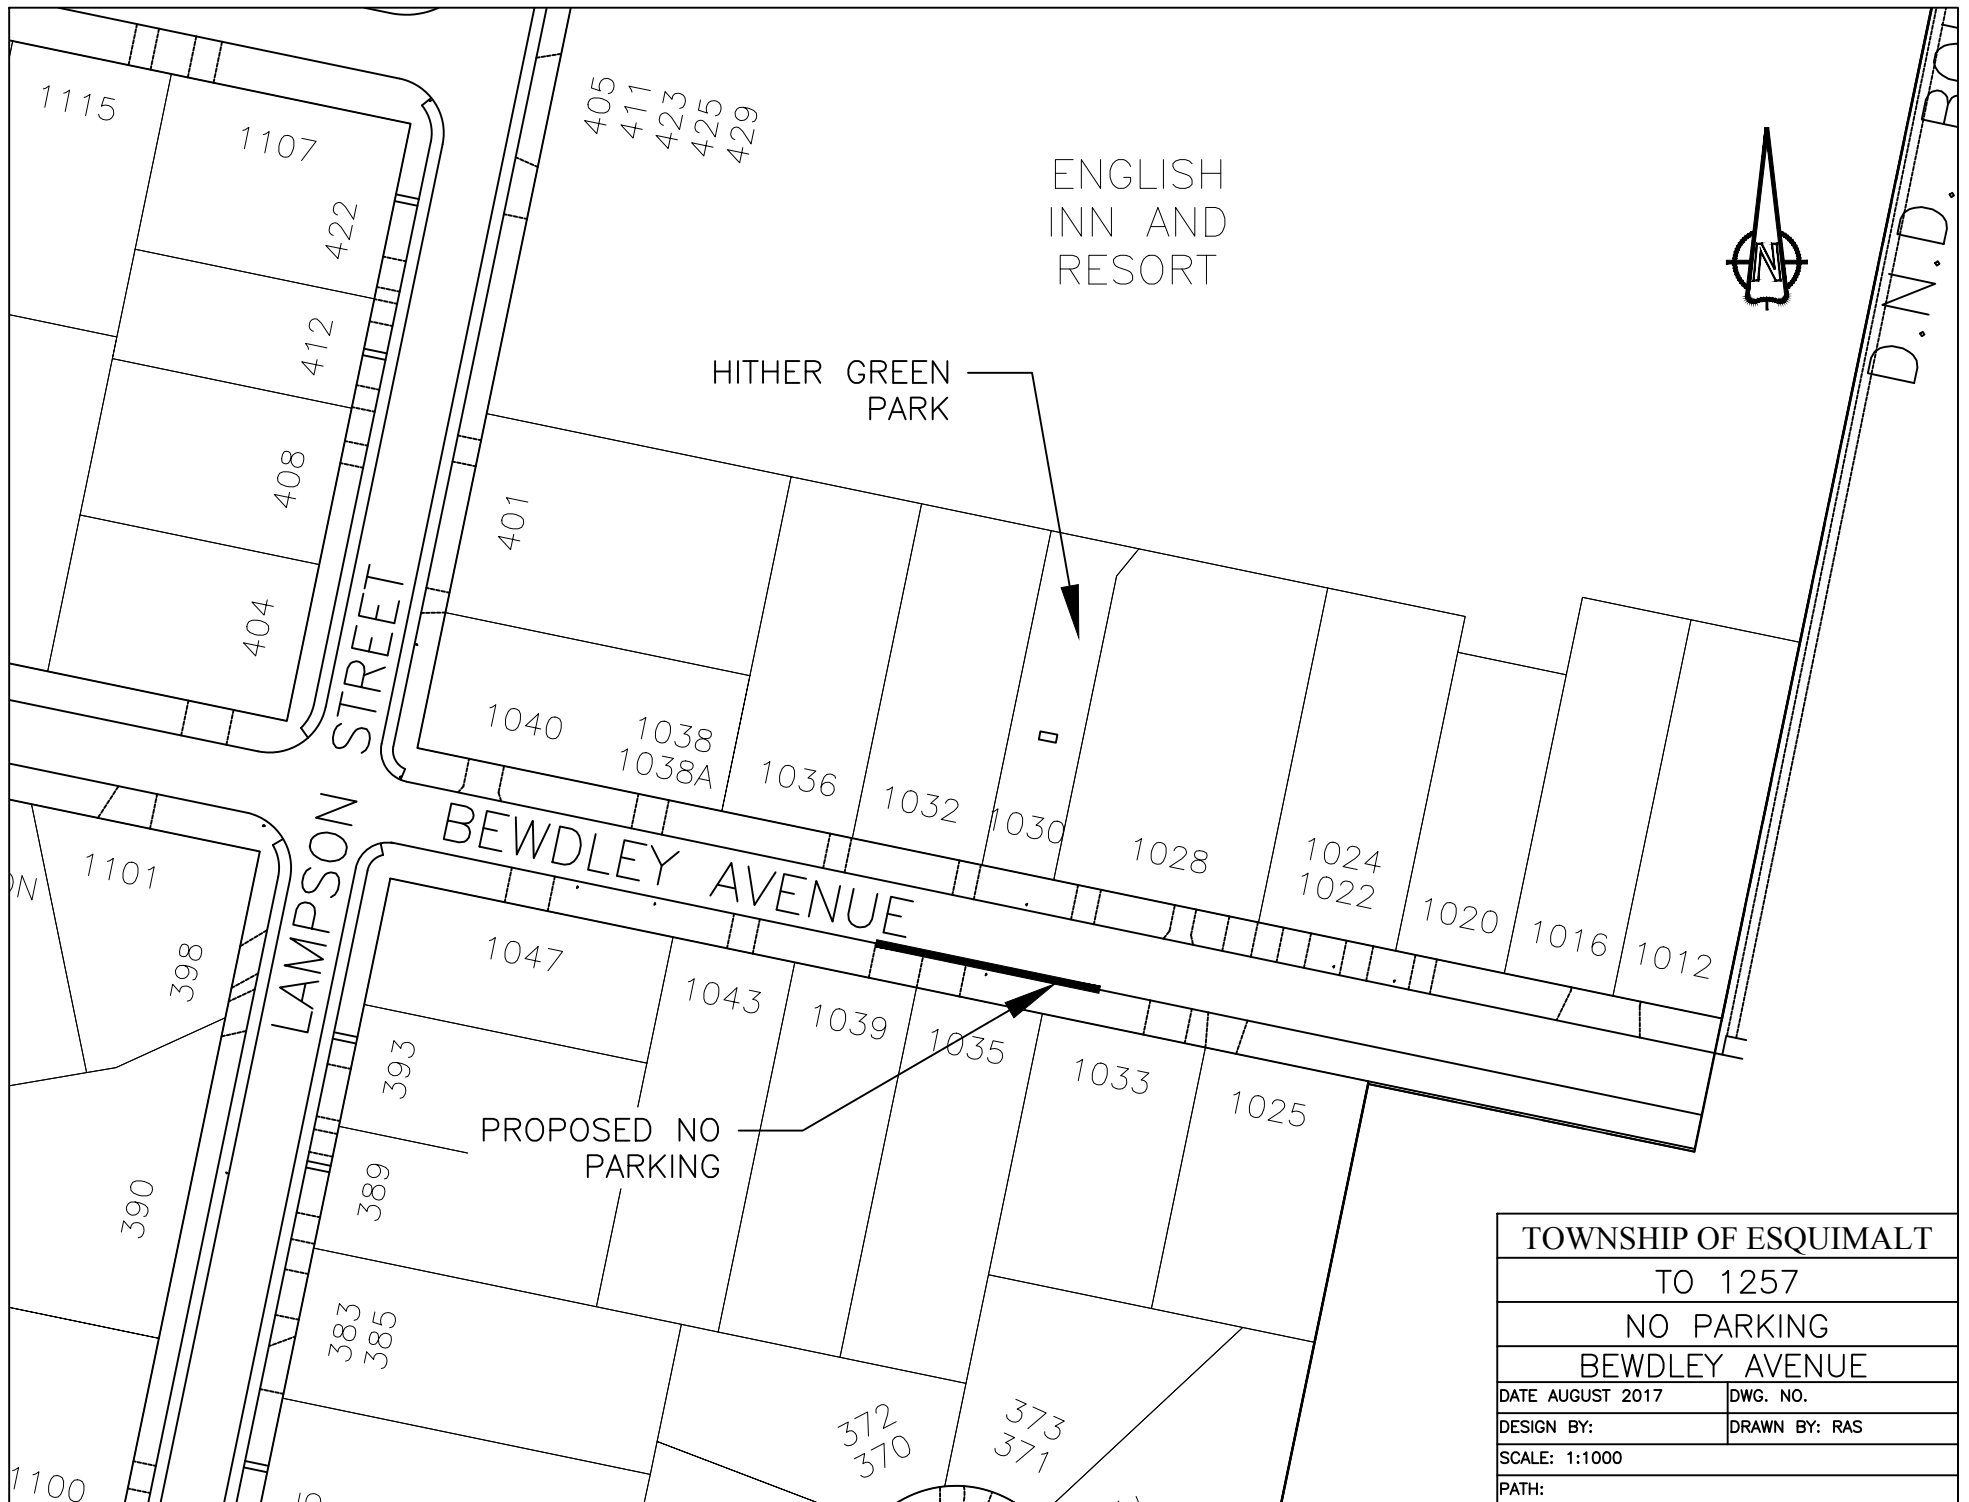 1115
1107
422
412
408
404
405
411
423
425
429
ENGLISH
INN AND
RESORT
N
D.N.D.
HITHER GREEN
PARK
401
1040
1038
1038A
1036
1032
1030
1028
1024
1022
1020
1016
1012
LAMPSON STREET
BEWDLEY AVENUE
1101
398
390
1100
1047
1043
1039
1035
1033
1025
393
389
383
385
PROPOSED NO
PARKING
372
370
373
371
TOWNSHIP OF ESQUIMALT
TO 1257
NO PARKING
BEWDLEY AVENUE
DATE AUGUST 2017
DWG. NO.
DESIGN BY:
DRAWN BY: RAS
SCALE: 1:1000
PATH: